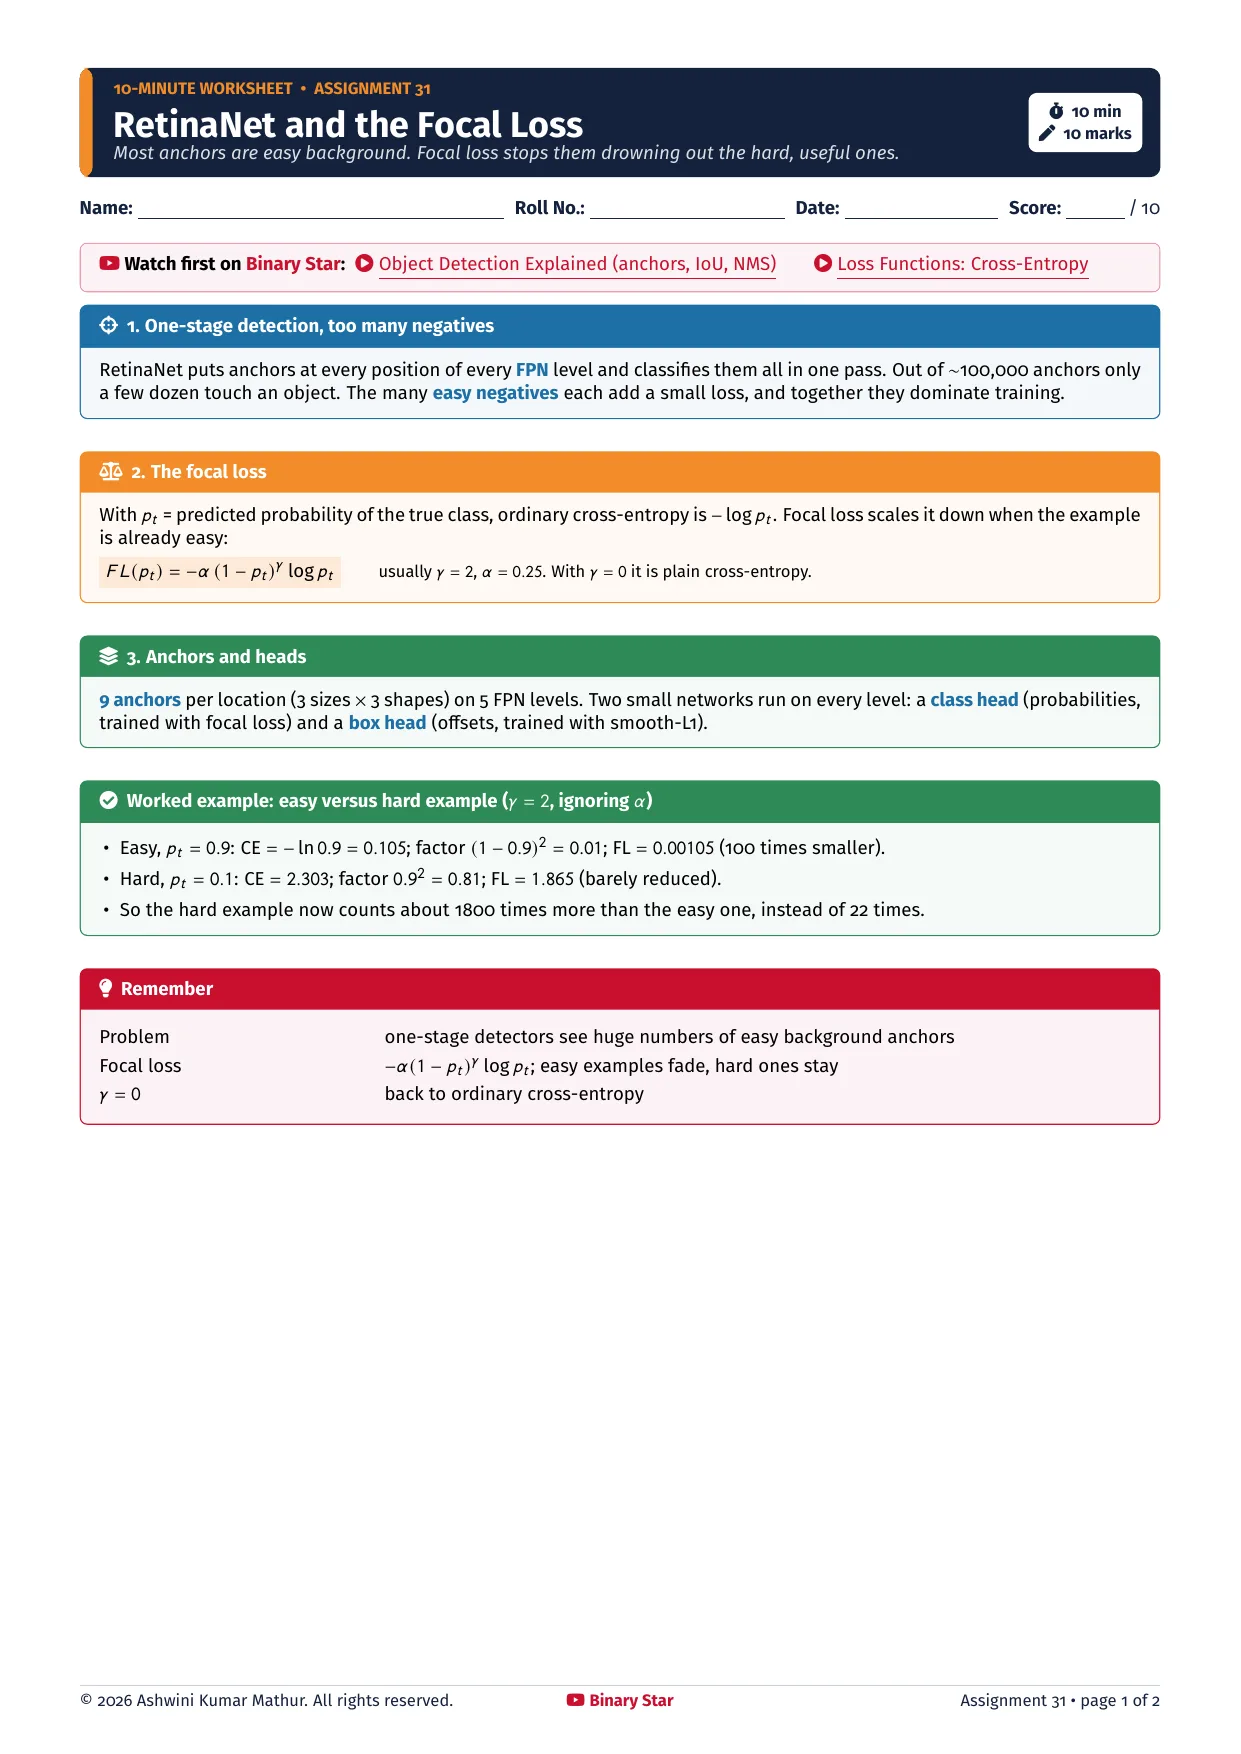 10-MINUTE WORKSHEET • ASSIGNMENT 31
RetinaNet and the Focal Loss
Most anchors are easy background. Focal loss stops them drowning out the hard, useful ones.
10 min
10 marks
Name: Roll No.: Date: Score: / 10
Watch first on Binary Star: Object Detection Explained (anchors, IoU, NMS) Loss Functions: Cross-Entropy
1. One-stage detection, too many negatives
RetinaNet puts anchors at every position of every FPN level and classifies them all in one pass. Out of ~100,000 anchors only
a few dozen touch an object. The many easy negatives each add a small loss, and together they dominate training.
2. The focal loss
With p_t = predicted probability of the true class, ordinary cross-entropy is − log p_t. Focal loss scales it down when the example
is already easy:
FL(p_t) = −α (1 − p_t)^γ log p_t usually γ = 2, α = 0.25. With γ = 0 it is plain cross-entropy.
3. Anchors and heads
9 anchors per location (3 sizes × 3 shapes) on 5 FPN levels. Two small networks run on every level: a class head (probabilities,
trained with focal loss) and a box head (offsets, trained with smooth-L1).
Worked example: easy versus hard example (γ = 2, ignoring α)
• Easy, p_t = 0.9: CE = − ln 0.9 = 0.105; factor (1 − 0.9)² = 0.01; FL = 0.00105 (100 times smaller).
• Hard, p_t = 0.1: CE = 2.303; factor 0.9² = 0.81; FL = 1.865 (barely reduced).
• So the hard example now counts about 1800 times more than the easy one, instead of 22 times.
Remember
Problem one-stage detectors see huge numbers of easy background anchors
Focal loss −α(1 − p_t)^γ log p_t; easy examples fade, hard ones stay
γ = 0 back to ordinary cross-entropy
© 2026 Ashwini Kumar Mathur. All rights reserved. Binary Star Assignment 31 • page 1 of 2